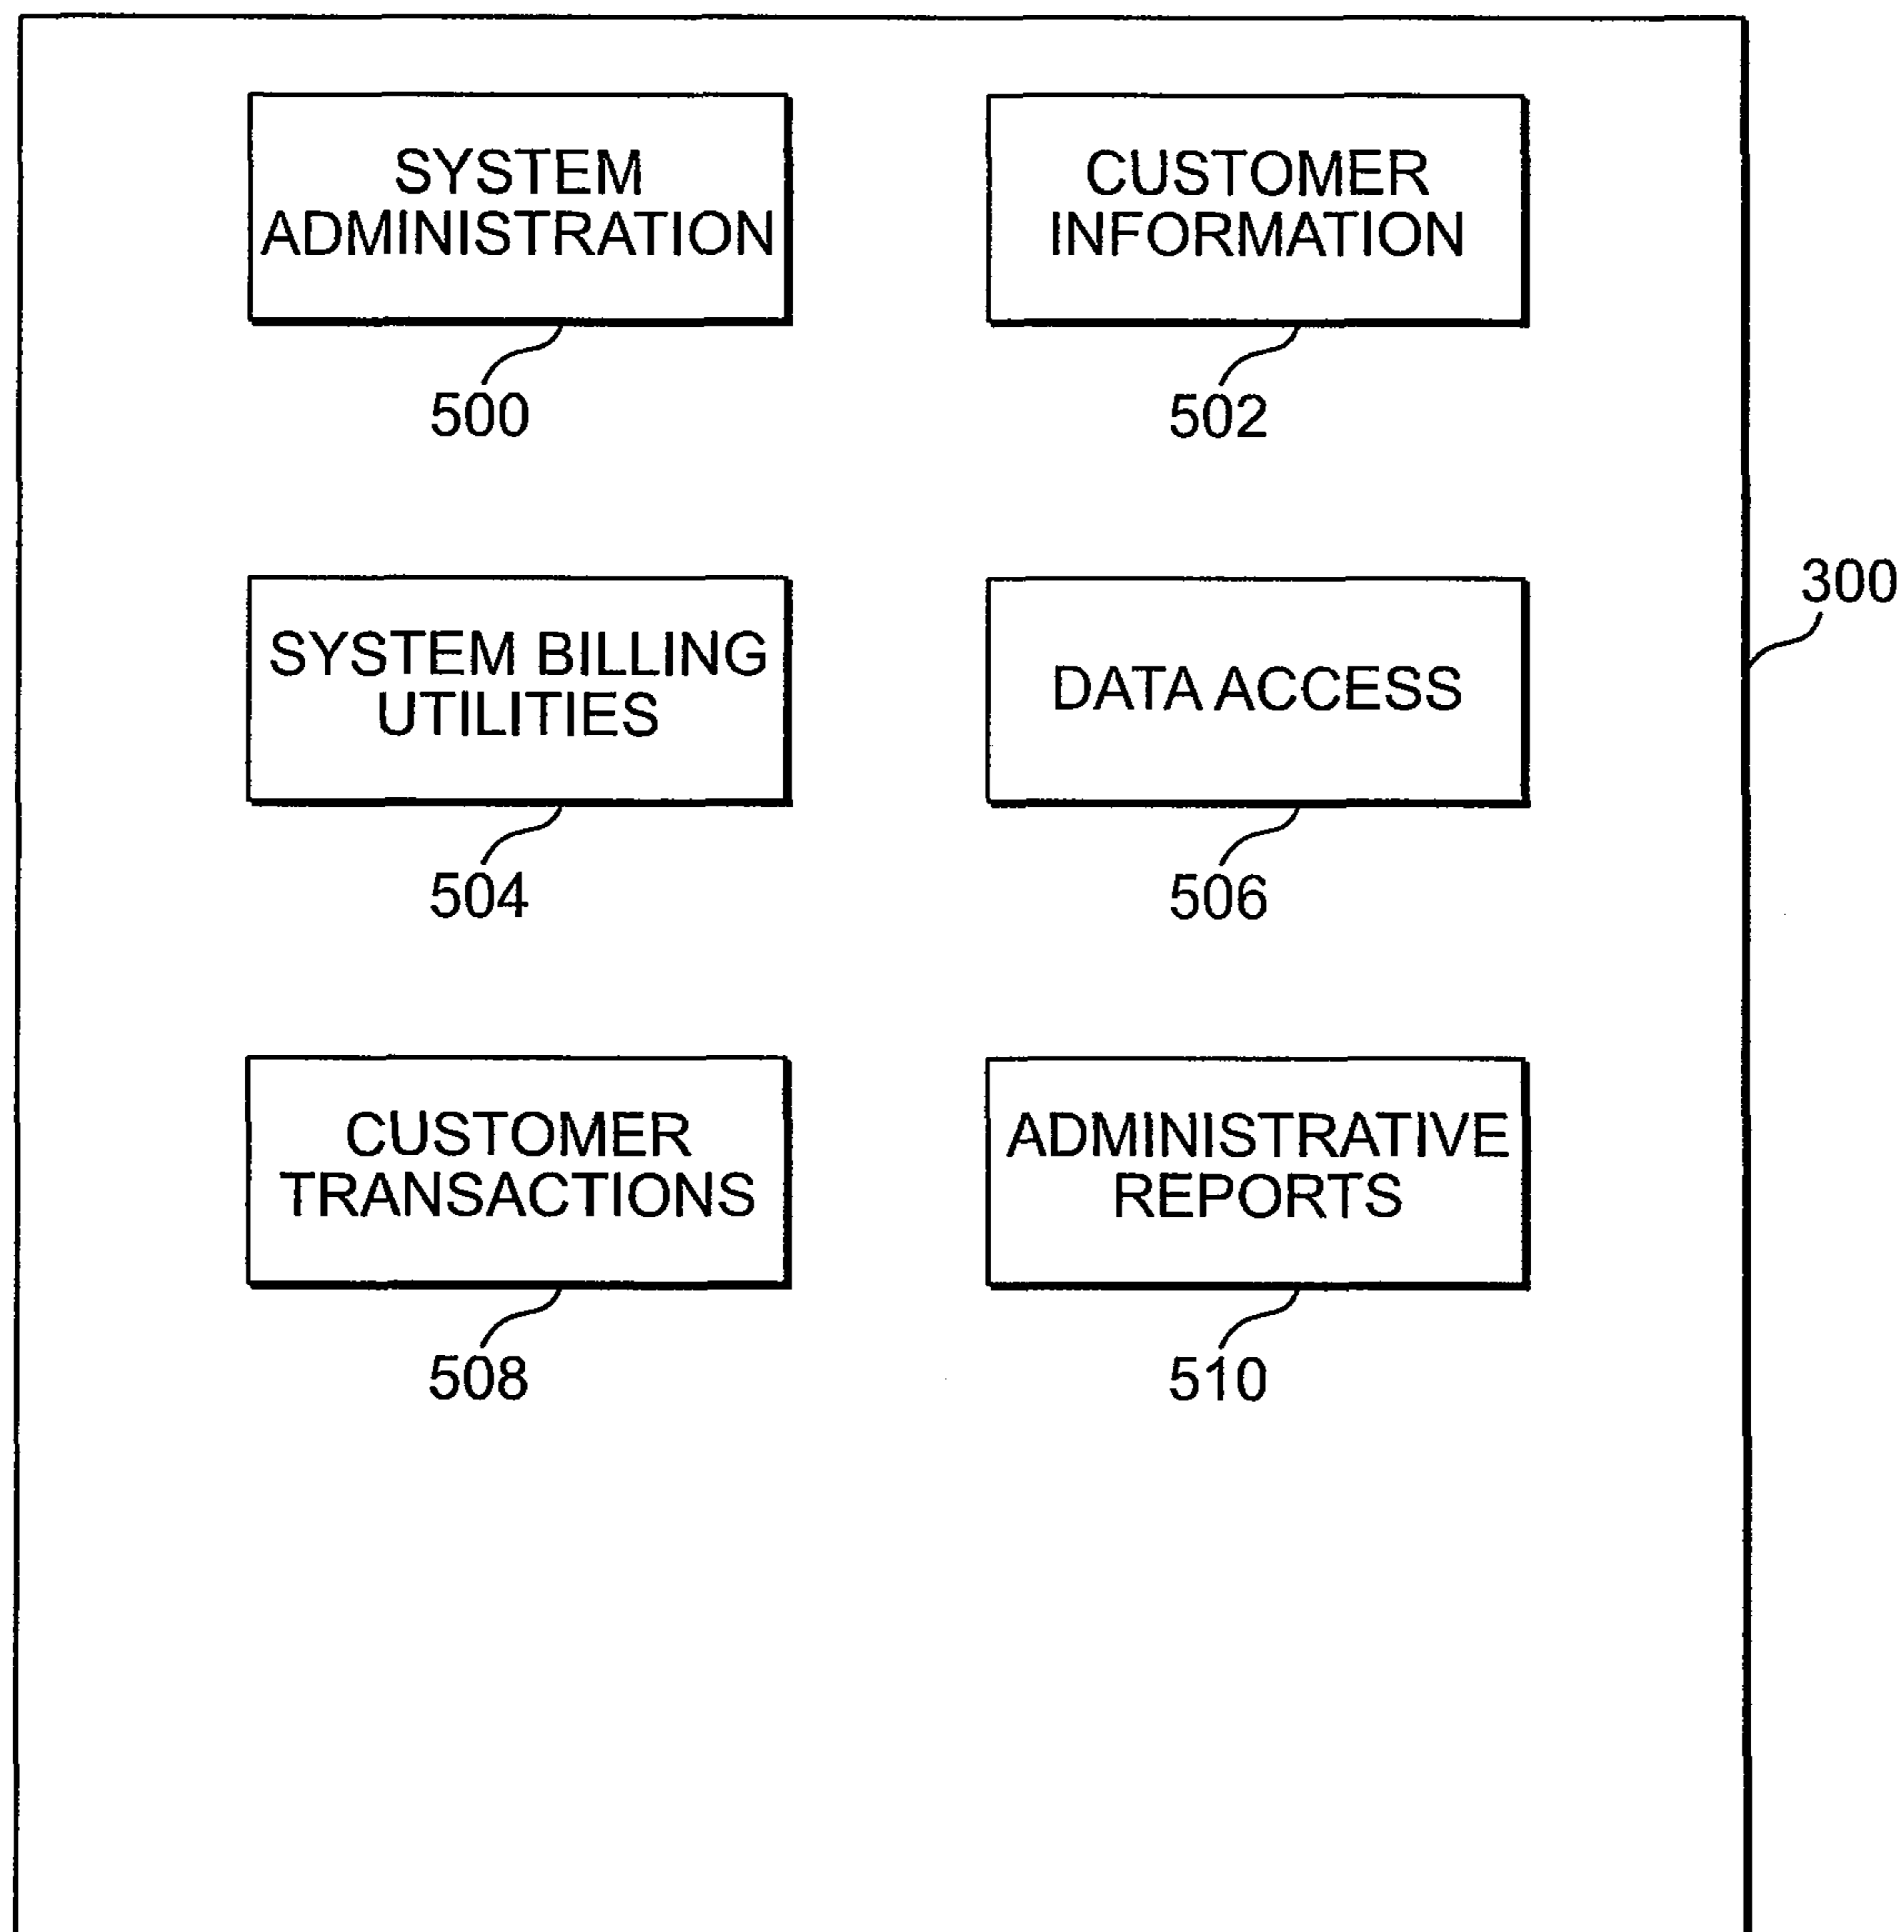 SYSTEM
ADMINISTRATION
500
CUSTOMER
INFORMATION
502
SYSTEM BILLING
UTILITIES
504
DATA ACCESS
506
300
CUSTOMER
TRANSACTIONS
508
ADMINISTRATIVE
REPORTS
510